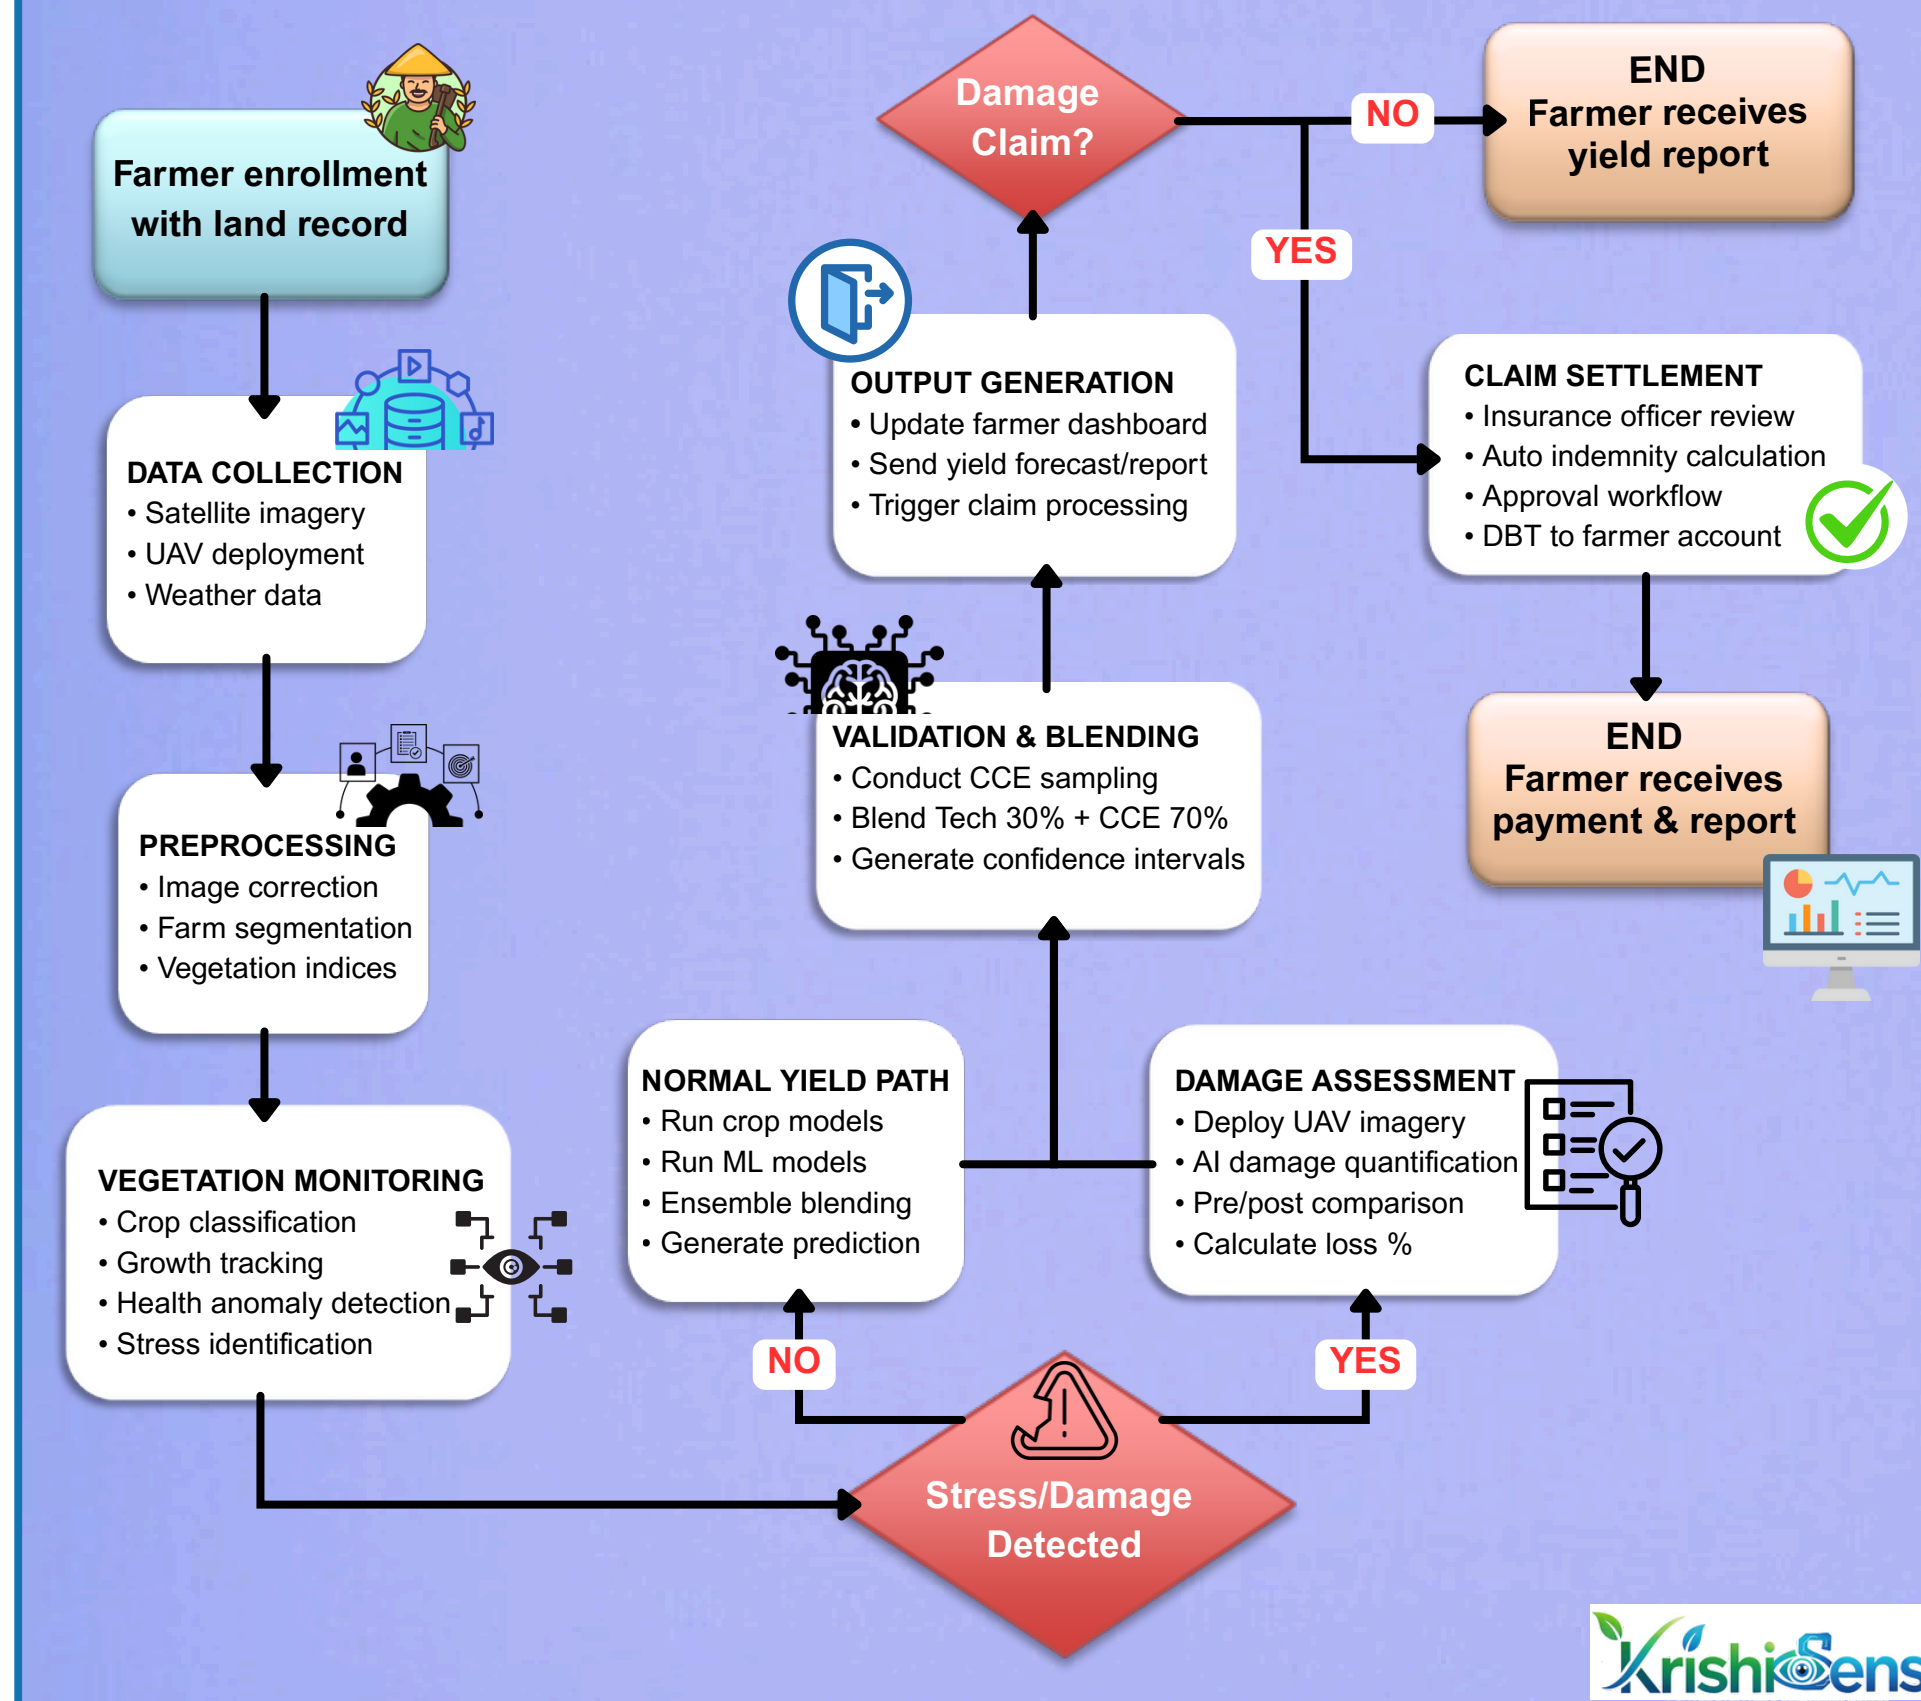 Farmer enrollment
with land record
DATA COLLECTION
• Satellite imagery
• UAV deployment
• Weather data
PREPROCESSING
• Image correction
• Farm segmentation
• Vegetation indices
VEGETATION MONITORING
• Crop classification
• Growth tracking
• Health anomaly detection
• Stress identification
Stress/Damage
Detected
NO
YES
NORMAL YIELD PATH
• Run crop models
• Run ML models
• Ensemble blending
• Generate prediction
DAMAGE ASSESSMENT
• Deploy UAV imagery
• AI damage quantification
• Pre/post comparison
• Calculate loss %
VALIDATION & BLENDING
• Conduct CCE sampling
• Blend Tech 30% + CCE 70%
• Generate confidence intervals
OUTPUT GENERATION
• Update farmer dashboard
• Send yield forecast/report
• Trigger claim processing
Damage
Claim?
NO
YES
END
Farmer receives
yield report
CLAIM SETTLEMENT
• Insurance officer review
• Auto indemnity calculation
• Approval workflow
• DBT to farmer account
END
Farmer receives
payment & report
KrishiSens